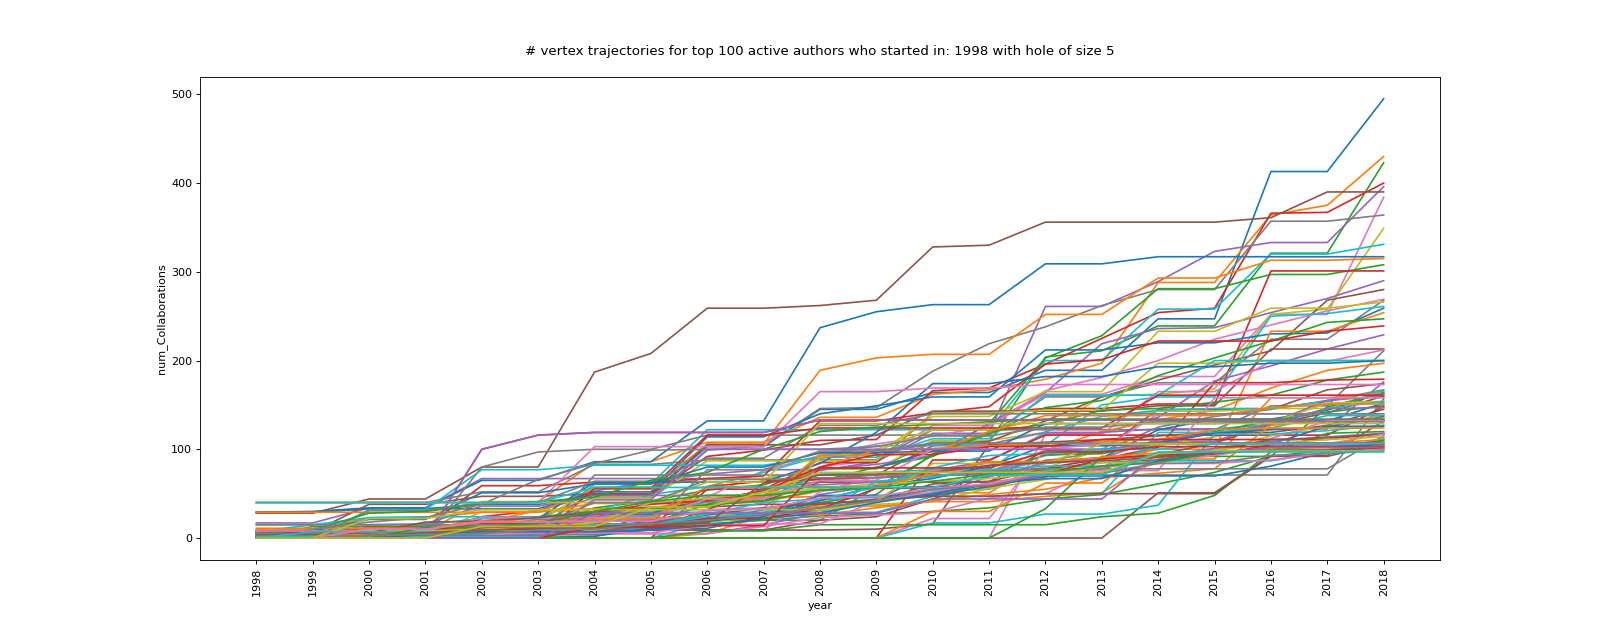 # vertex trajectories for top 100 active authors who started in: 1998 with hole of size 5
500
400
300
200
100
0
num_Collaborations
1998 1999 2000 2001 2002 2003 2004 2005 2006 2007 2008 2009 2010 2011 2012 2013 2014 2015 2016 2017 2018
year